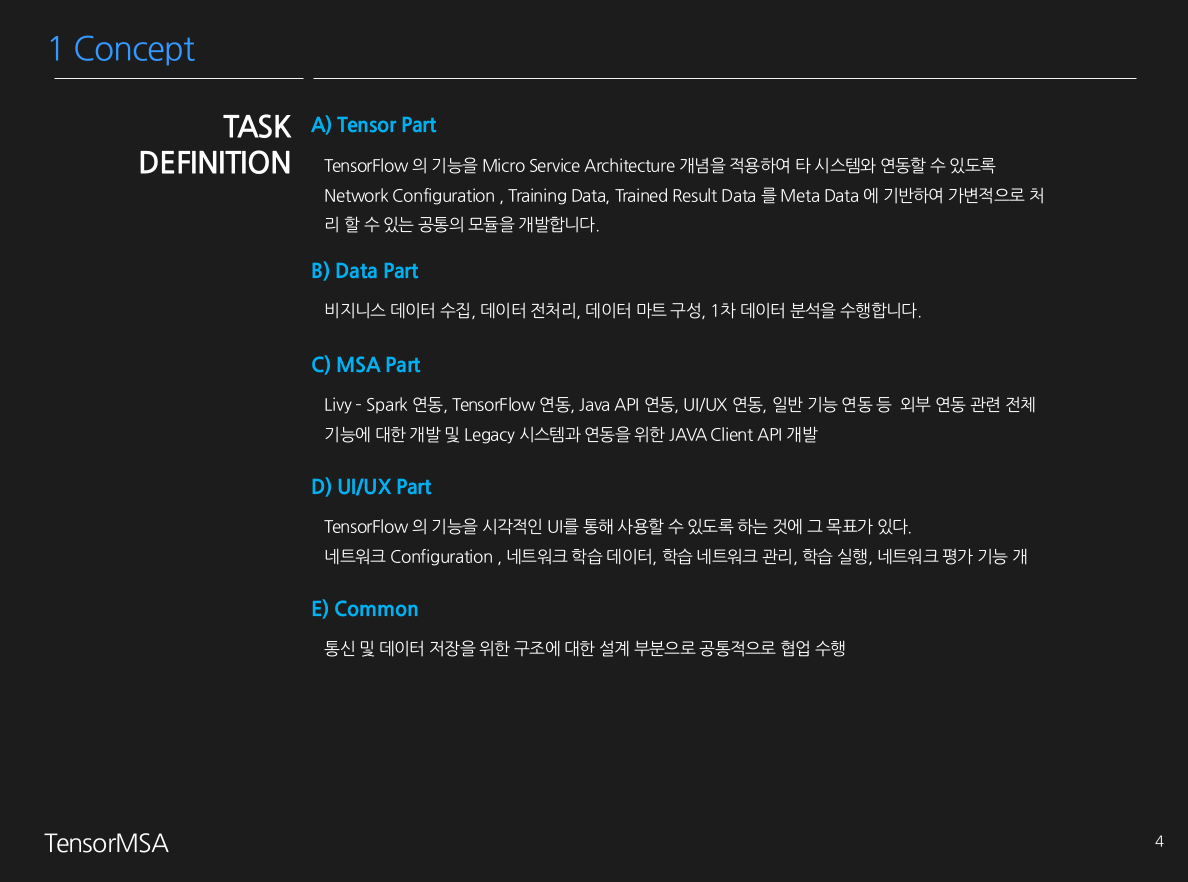 1 Concept
TASK
DEFINITION
A) Tensor Part
TensorFlow 의 기능을 Micro Service Architecture 개념을 적용하여 타 시스템와 연동할 수 있도록
Network Configuration , Training Data, Trained Result Data 를 Meta Data 에 기반하여 가변적으로 처
리 할 수 있는 공통의 모듈을 개발합니다.
B) Data Part
비지니스 데이터 수집, 데이터 전처리, 데이터 마트 구성, 1차 데이터 분석을 수행합니다.
C) MSA Part
Livy - Spark 연동, TensorFlow 연동, Java API 연동, UI/UX 연동, 일반 기능 연동 등 외부 연동 관련 전체
기능에 대한 개발 및 Legacy 시스템과 연동을 위한 JAVA Client API 개발
D) UI/UX Part
TensorFlow 의 기능을 시각적인 UI를 통해 사용할 수 있도록 하는 것에 그 목표가 있다.
네트워크 Configuration , 네트워크 학습 데이터, 학습 네트워크 관리, 학습 실행, 네트워크 평가 기능 개
E) Common
통신 및 데이터 저장을 위한 구조에 대한 설계 부분으로 공통적으로 협업 수행
TensorMSA
4